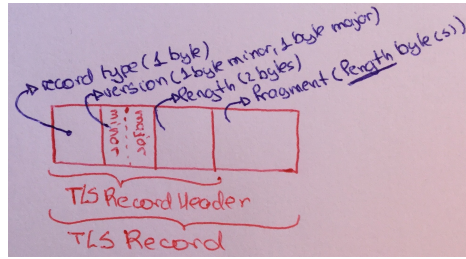 record type (1 byte)
version (1 byte minor, 1 byte major)
length (2 bytes)
fragment (length byte(s))
minor
major
TLS Record Header
TLS Record